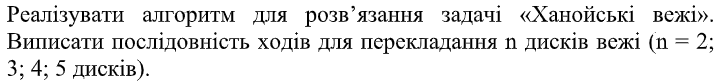 Реалізувати алгоритм для розв’язання задачі «Ханойські вежі».
Виписати послідовність ходів для перекладання n дисків вежі (n = 2;
3; 4; 5 дисків).